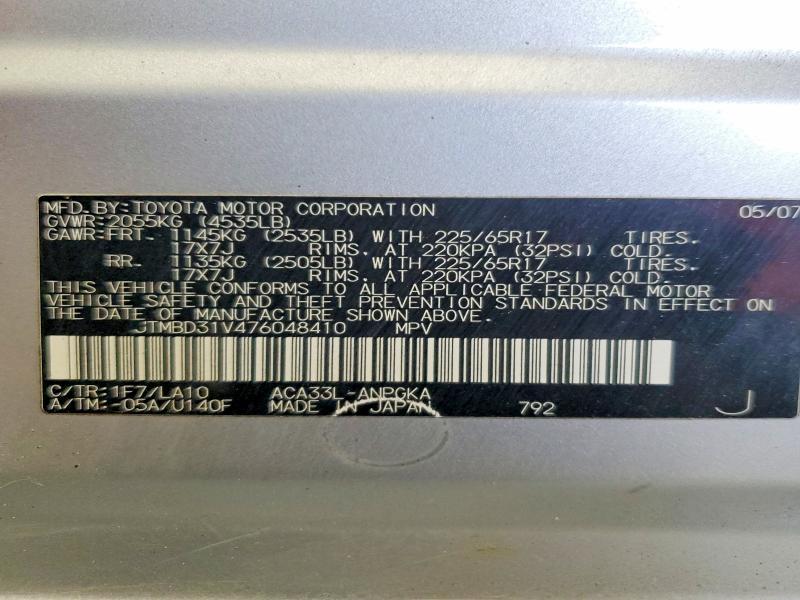 MFD. BY: TOYOTA MOTOR CORPORATION 05/07
GVWR: 2055KG (4535LB)
GAWR: FRT. 1145KG (2535LB) WITH 225/65R17 TIRES.
17X7J RIMS. AT 220KPA (32PSI) COLD.
RR. 1135KG (2505LB) WITH 225/65R17 TIRES.
17X7J RIMS. AT 220KPA (32PSI) COLD.
THIS VEHICLE CONFORMS TO ALL APPLICABLE FEDERAL MOTOR
VEHICLE SAFETY AND THEFT PREVENTION STANDARDS IN EFFECT ON
THE DATE OF MANUFACTURE SHOWN ABOVE.
JTMBD31V476048410 MPV
C/TR: 1F7/LA10 ACA33L-ANPGKA
A/TM: -05A/U140F MADE IN JAPAN 792 J